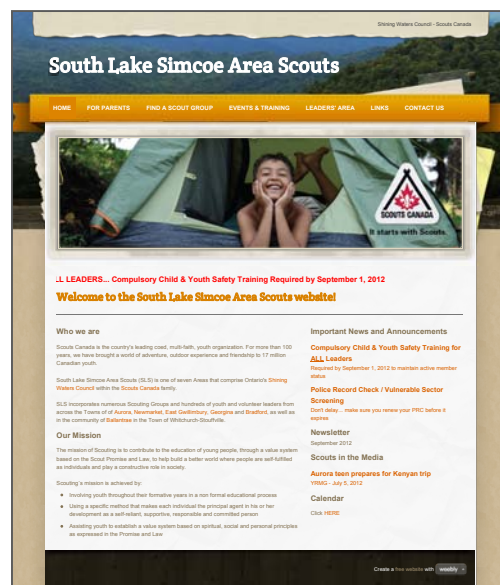 Shining Waters Council - Scouts Canada
South Lake Simcoe Area Scouts
HOME FOR PARENTS FIND A SCOUT GROUP EVENTS & TRAINING LEADERS' AREA LINKS CONTACT US
SCOUTS CANADA
It starts with Scouts.
LL LEADERS... Compulsory Child & Youth Safety Training Required by September 1, 2012
Welcome to the South Lake Simcoe Area Scouts website!
Who we are
Scouts Canada is the country's leading coed, multi-faith, youth organization. For more than 100
years, we have brought a world of adventure, outdoor experience and friendship to 17 million
Canadian youth.
South Lake Simcoe Area Scouts (SLS) is one of seven Areas that comprise Ontario's Shining
Waters Council within the Scouts Canada family.
SLS incorporates numerous Scouting Groups and hundreds of youth and volunteer leaders from
across the Towns of of Aurora, Newmarket, East Gwillimbury, Georgina and Bradford, as well as
in the community of Ballantrae in the Town of Whitchurch-Stouffville.
Our Mission
The mission of Scouting is to contribute to the education of young people, through a value system
based on the Scout Promise and Law, to help build a better world where people are self-fulfilled
as individuals and play a constructive role in society.
Scouting's mission is achieved by:
Involving youth throughout their formative years in a non formal educational process
Using a specific method that makes each individual the principal agent in his or her
development as a self-reliant, supportive, responsible and committed person
Assisting youth to establish a value system based on spiritual, social and personal principles
as expressed in the Promise and Law
Important News and Announcements
Compulsory Child & Youth Safety Training for
ALL Leaders
Required by September 1, 2012 to maintain active member
status
Police Record Check / Vulnerable Sector
Screening
Don't delay... make sure you renew your PRC before it
expires
Newsletter
September 2012
Scouts in the Media
Aurora teen prepares for Kenyan trip
YRMG - July 5, 2012
Calendar
Click HERE
Create a free website with weebly